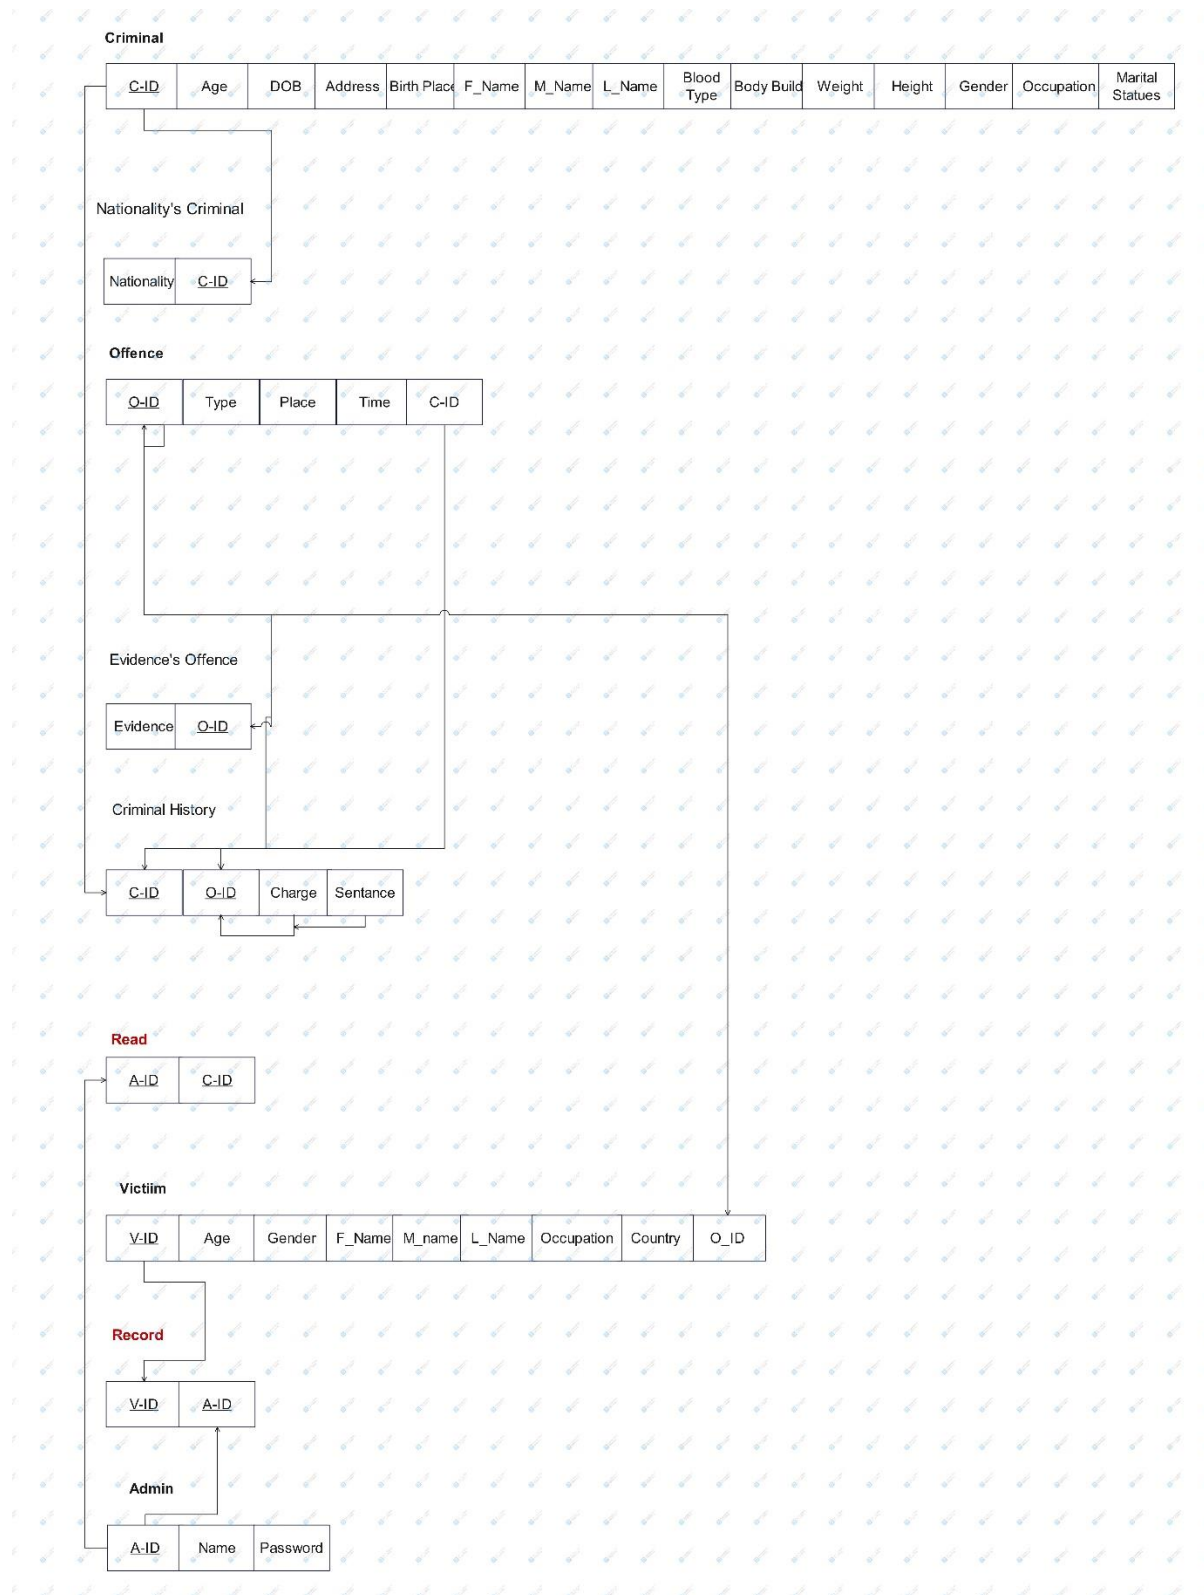 Criminal
C-ID Age DOB Address Birth Place F_Name M_Name L_Name Blood Type Body Build Weight Height Gender Occupation Marital Statues
Nationality's Criminal
Nationality C-ID
Offence
O-ID Type Place Time C-ID
Evidence's Offence
Evidence O-ID
Criminal History
C-ID O-ID Charge Sentance
Read
A-ID C-ID
Victiim
V-ID Age Gender F_Name M_name L_Name Occupation Country O_ID
Record
V-ID A-ID
Admin
A-ID Name Password